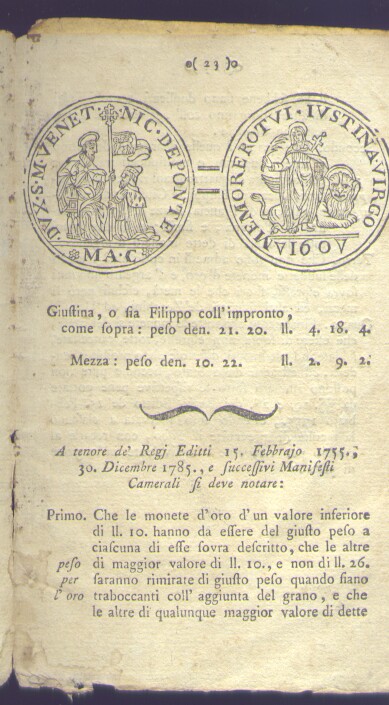 ( 23 )
DVX · S · M · VENET · NIC · DEPONTE
MA · C
MEMOR ERO TVI · IVSTINA VIRGO
V 160 V
Giuſtina, o ſia Filippo coll' impronto,
come ſopra: peſo den. 21. 20. ll. 4. 18. 4.
Mezza: peſo den. 10. 22. ll. 2. 9. 2.
A tenore de' Regj Editti 15. Febbrajo 1755.,
30. Dicembre 1785., e ſucceſſivi Manifeſti
Camerali ſi deve notare:
Primo. Che le monete d'oro d'un valore inferiore
di ll. 10. hanno da eſſere del giuſto peſo a
ciaſcuna di eſſe ſovra deſcritto, che le altre
peſo di maggior valore di ll. 10., e non di ll. 26.
per ſaranno rimirate di giuſto peſo quando ſiano
l'oro traboccanti coll' aggiunta del grano, e che
le altre di qualunque maggior valore di dette